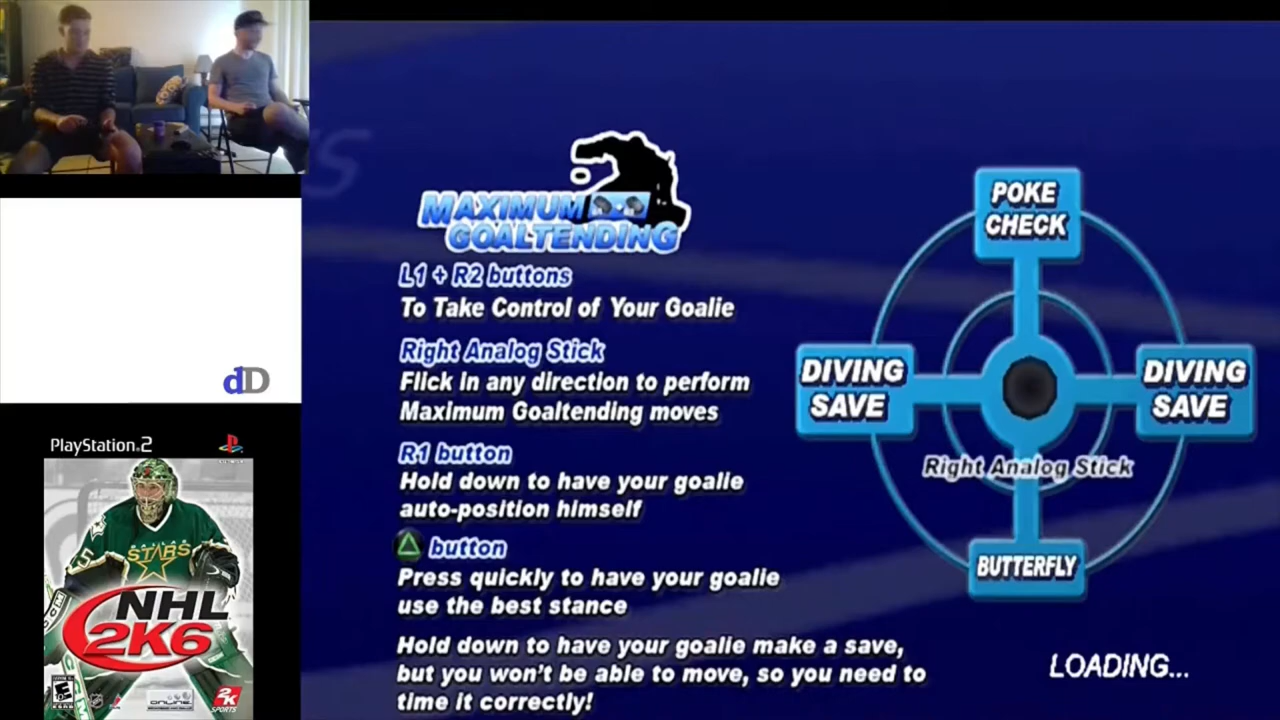 MAXIMUM
GOALTENDING
L1 + R2 buttons
To Take Control of Your Goalie
Right Analog Stick
Flick in any direction to perform
Maximum Goaltending moves
R1 button
Hold down to have your goalie
auto-position himself
button
Press quickly to have your goalie
use the best stance
Hold down to have your goalie make a save,
but you won't be able to move, so you need to
time it correctly!
POKE
CHECK
DIVING
SAVE
DIVING
SAVE
Right Analog Stick
BUTTERFLY
LOADING...
dD
PlayStation.2
DALLAS
STARS
NHL
2K6
E
ONLINE
2K
SPORTS